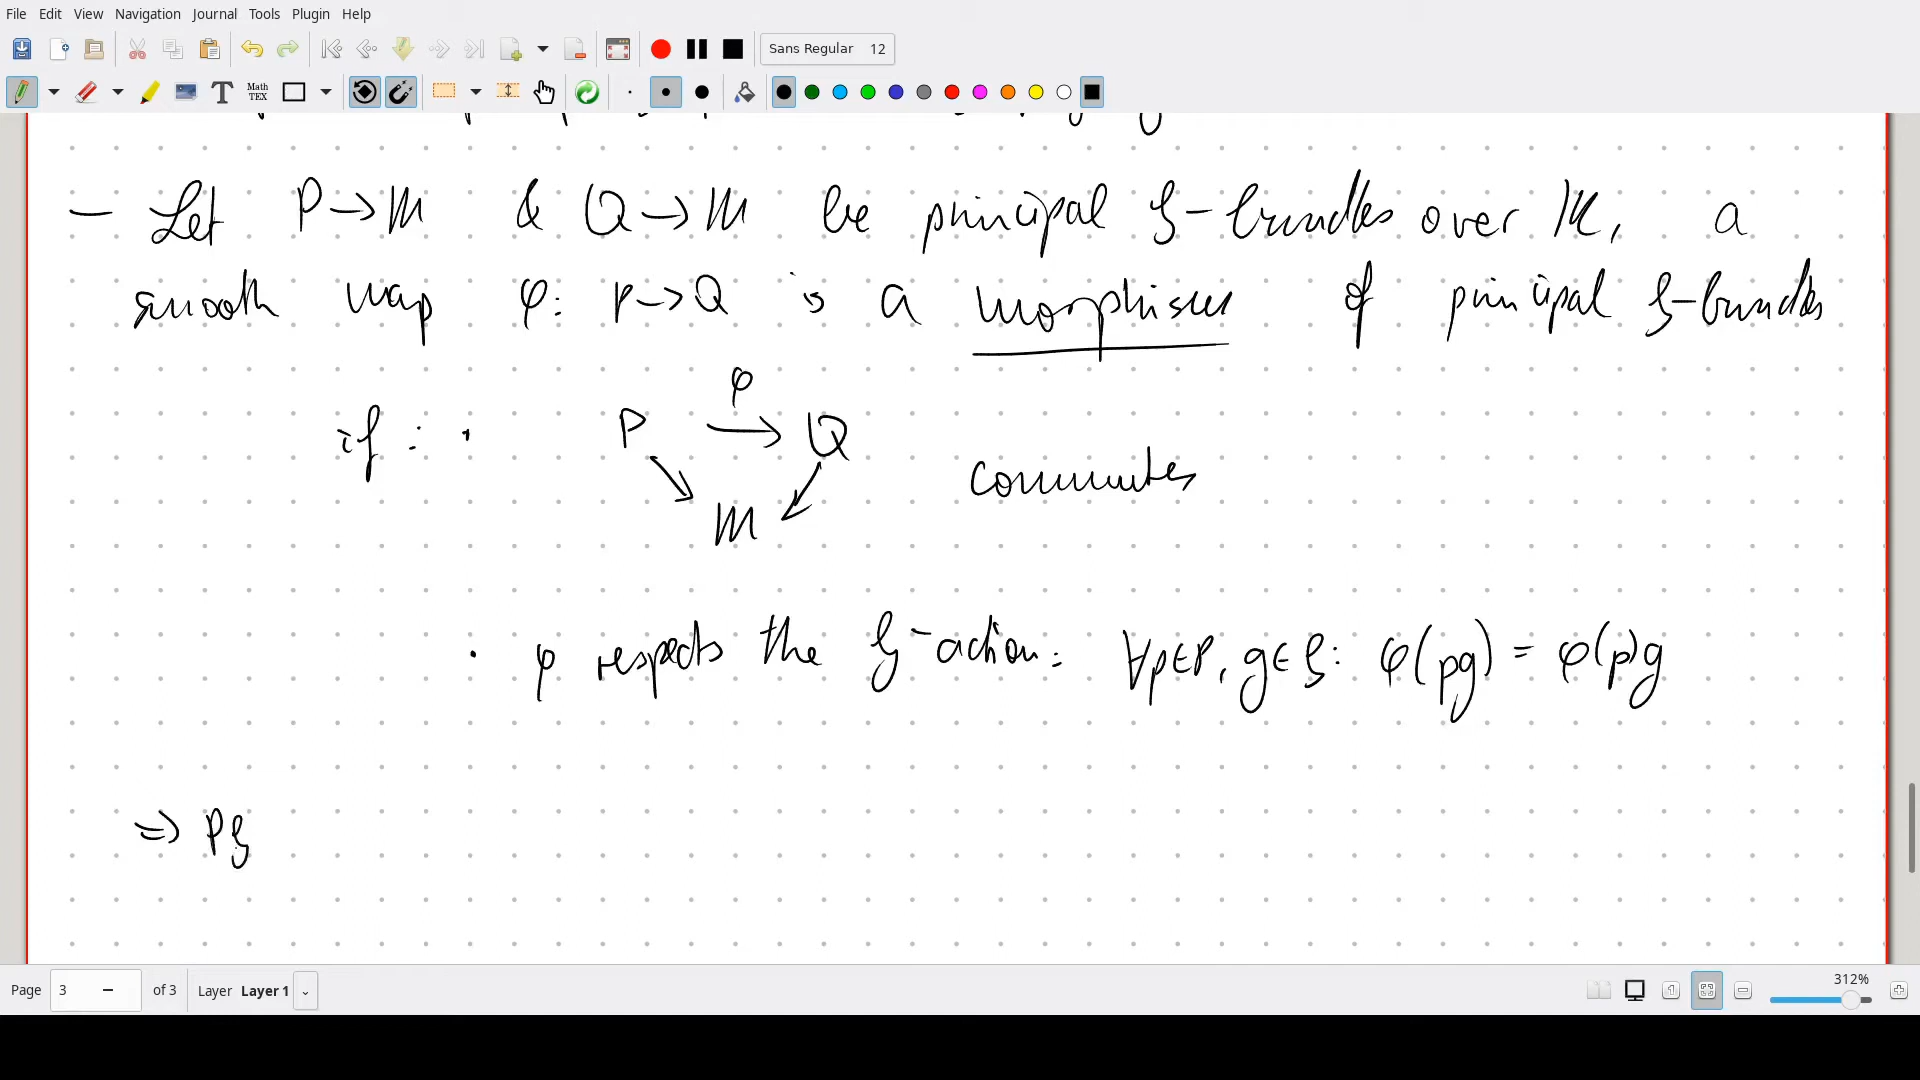 File Edit View Navigation Journal Tools Plugin Help
Sans Regular 12
Math TEX
- Let P→M & Q→M be principal G-bundles over M, a
smooth map φ: P→Q is a morphism of principal G-bundles
if: · P φ→ Q
M
commutes
· φ respects the G-action: ∀p∈P, g∈G: φ(pg) = φ(p)g
⇒ PG
Page 3 of 3 Layer Layer 1 312%